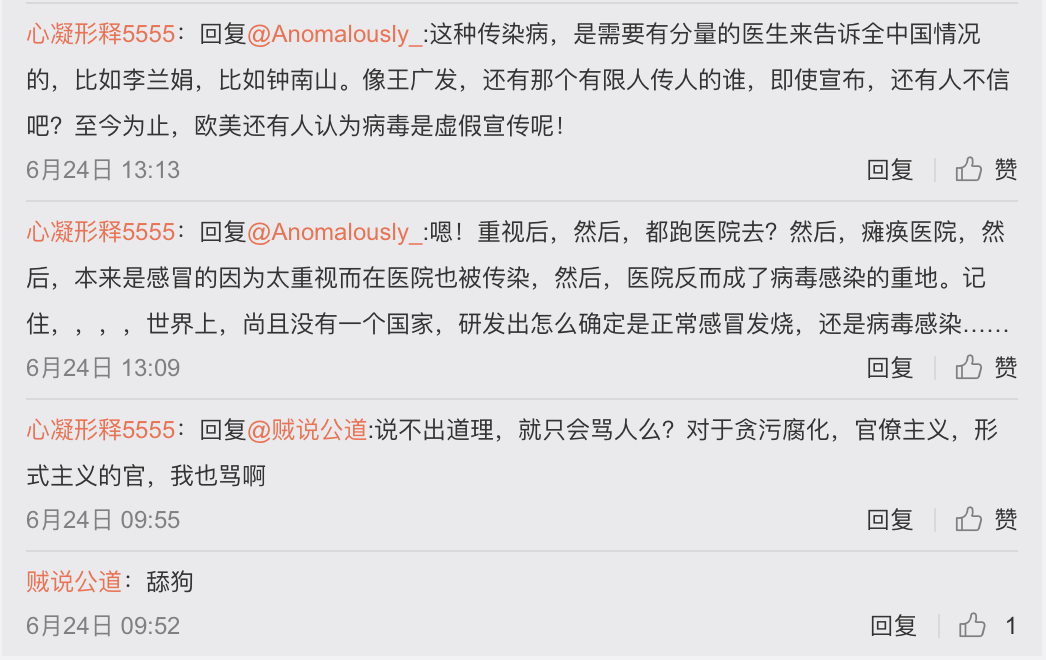 心凝形释5555：回复@Anomalously_:这种传染病，是需要有分量的医生来告诉全中国情况
的，比如李兰娟，比如钟南山。像王广发，还有那个有限人传人的谁，即使宣布，还有人不信
吧？至今为止，欧美还有人认为病毒是虚假宣传呢！
6月24日 13:13 回复 赞
心凝形释5555：回复@Anomalously_:嗯！重视后，然后，都跑医院去？然后，瘫痪医院，然
后，本来是感冒的因为太重视而在医院也被传染，然后，医院反而成了病毒感染的重地。记
住，，，，世界上，尚且没有一个国家，研发出怎么确定是正常感冒发烧，还是病毒感染……
6月24日 13:09 回复 赞
心凝形释5555：回复@贼说公道:说不出道理，就只会骂人么？对于贪污腐化，官僚主义，形
式主义的官，我也骂啊
6月24日 09:55 回复 赞
贼说公道：舔狗
6月24日 09:52 回复 1